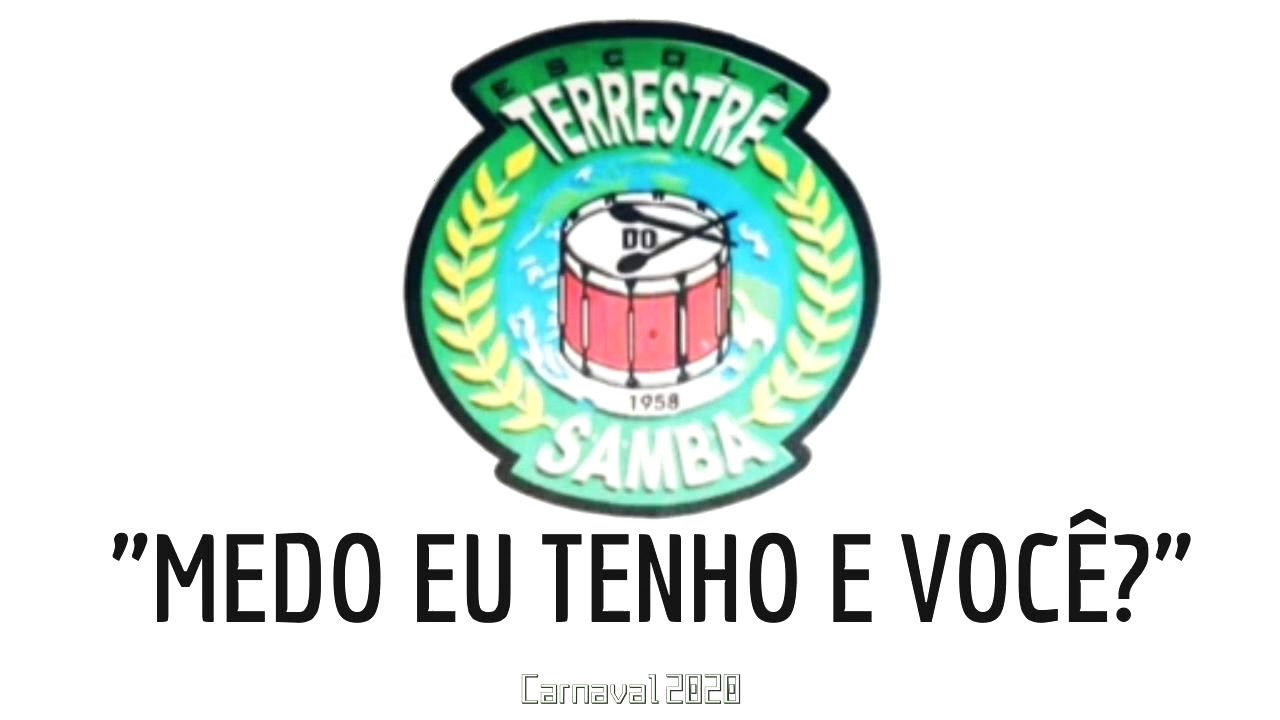 ESCOLA
TERRESTRE
DO
1958
SAMBA
"MEDO EU TENHO E VOCÊ?"
Carnaval 2020